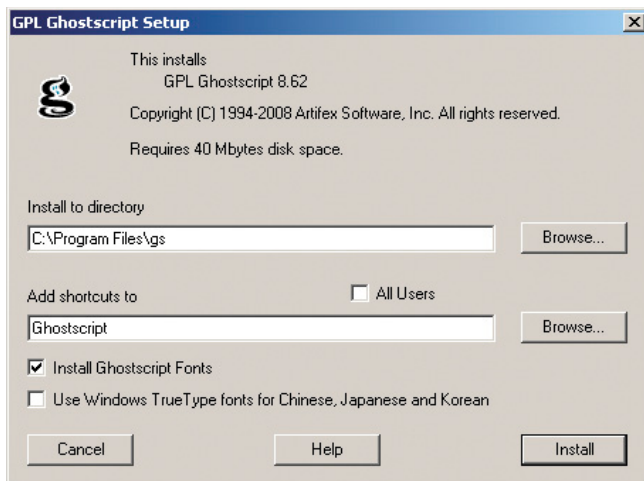 GPL Ghostscript Setup
This installs
GPL Ghostscript 8.62
Copyright (C) 1994-2008 Artifex Software, Inc. All rights reserved.
Requires 40 Mbytes disk space.
Install to directory
C:\Program Files\gs
Browse...
Add shortcuts to
All Users
Ghostscript
Browse...
Install Ghostscript Fonts
Use Windows TrueType fonts for Chinese, Japanese and Korean
Cancel
Help
Install